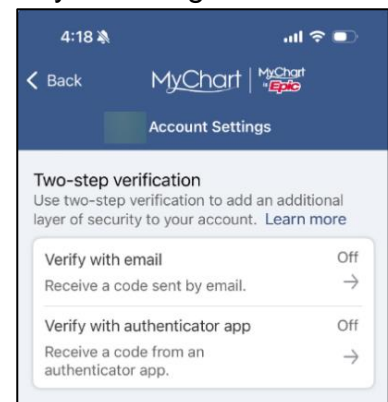 4:18
Back
MyChart | MyChart
by Epic
Account Settings
Two-step verification
Use two-step verification to add an additional
layer of security to your account. Learn more
Verify with email Off
Receive a code sent by email.
Verify with authenticator app Off
Receive a code from an
authenticator app.